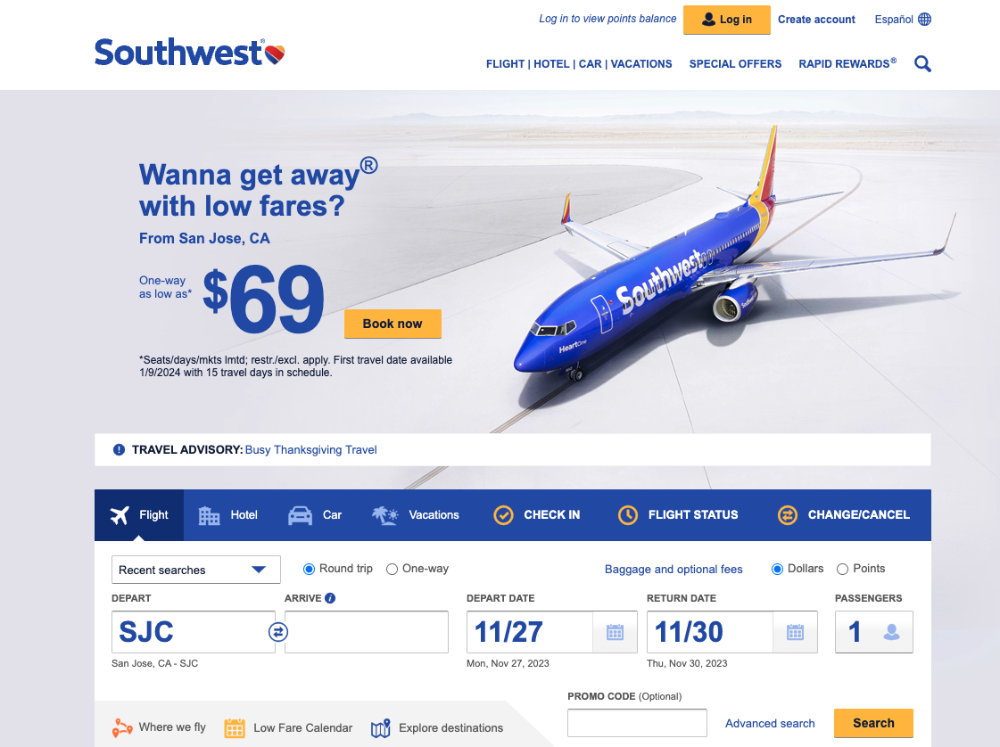 Log in to view points balance
Log in
Create account
Español
Southwest®
FLIGHT | HOTEL | CAR | VACATIONS
SPECIAL OFFERS
RAPID REWARDS®
Wanna get away®
with low fares?
From San Jose, CA
One-way
as low as*
$69
Book now
*Seats/days/mkts lmtd; restr./excl. apply. First travel date available
1/9/2024 with 15 travel days in schedule.
Southwest
HeartOne
Southwest
TRAVEL ADVISORY: Busy Thanksgiving Travel
Flight
Hotel
Car
Vacations
CHECK IN
FLIGHT STATUS
CHANGE/CANCEL
Recent searches
Round trip
One-way
Baggage and optional fees
Dollars
Points
DEPART
ARRIVE
DEPART DATE
RETURN DATE
PASSENGERS
SJC
11/27
11/30
1
San Jose, CA - SJC
Mon, Nov 27, 2023
Thu, Nov 30, 2023
PROMO CODE (Optional)
Where we fly
Low Fare Calendar
Explore destinations
Advanced search
Search